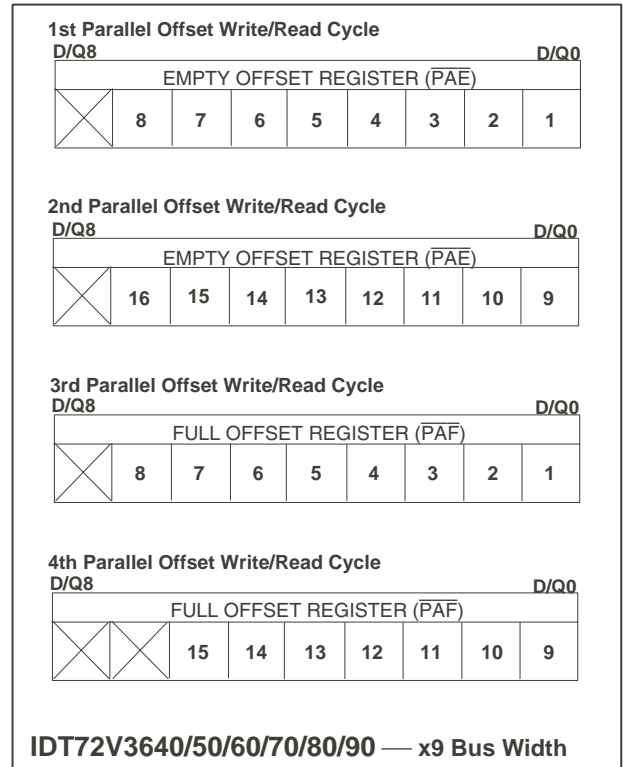 1st Parallel Offset Write/Read Cycle
D/Q8 D/Q0
EMPTY OFFSET REGISTER (PAE)
8 7 6 5 4 3 2 1
2nd Parallel Offset Write/Read Cycle
D/Q8 D/Q0
EMPTY OFFSET REGISTER (PAE)
16 15 14 13 12 11 10 9
3rd Parallel Offset Write/Read Cycle
D/Q8 D/Q0
FULL OFFSET REGISTER (PAF)
8 7 6 5 4 3 2 1
4th Parallel Offset Write/Read Cycle
D/Q8 D/Q0
FULL OFFSET REGISTER (PAF)
15 14 13 12 11 10 9
IDT72V3640/50/60/70/80/90 — x9 Bus Width